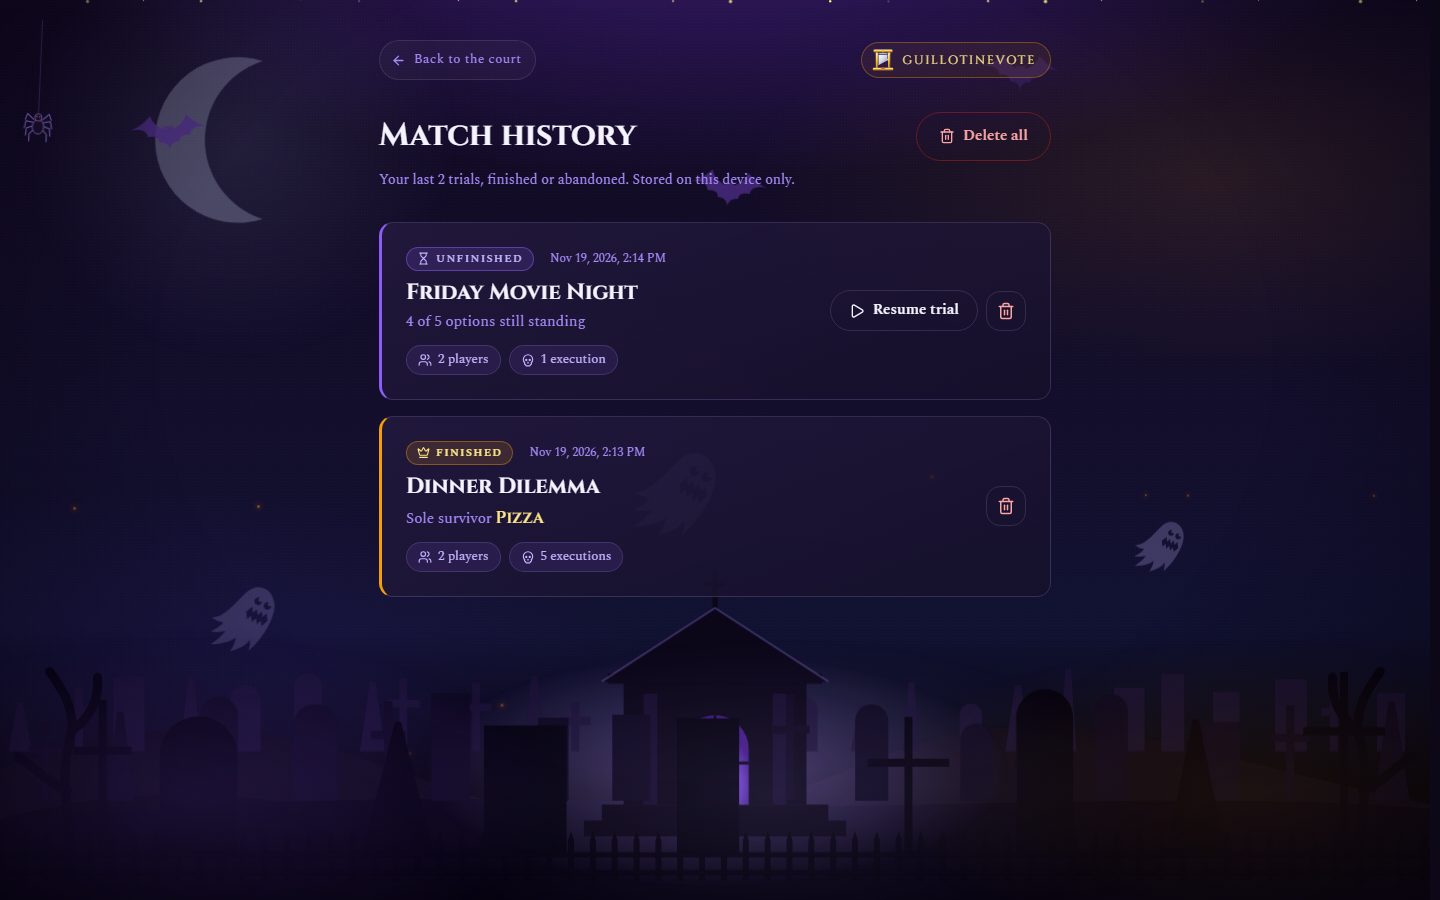 Back to the court
GUILLOTINEVOTE
Match history
Delete all
Your last 2 trials, finished or abandoned. Stored on this device only.
UNFINISHED
Nov 19, 2026, 2:14 PM
Friday Movie Night
4 of 5 options still standing
Resume trial
2 players
1 execution
FINISHED
Nov 19, 2026, 2:13 PM
Dinner Dilemma
Sole survivor Pizza
2 players
5 executions